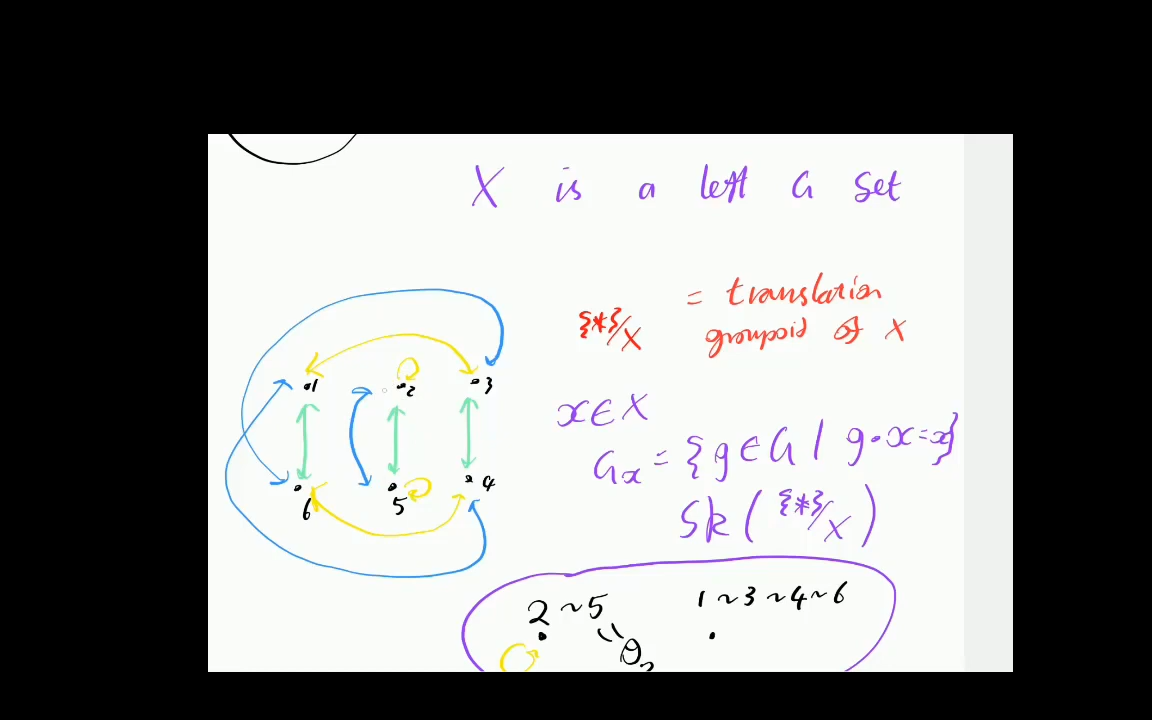 X is a left G set
{*}/X = translation
groupoid of X
1 2 3
6 5 4
x ∈ X
Gx = {g ∈ G | g · x = x}
Sk ( {*}/X )
2 ~ 5 1 ~ 3 ~ 4 ~ 6
= θ2